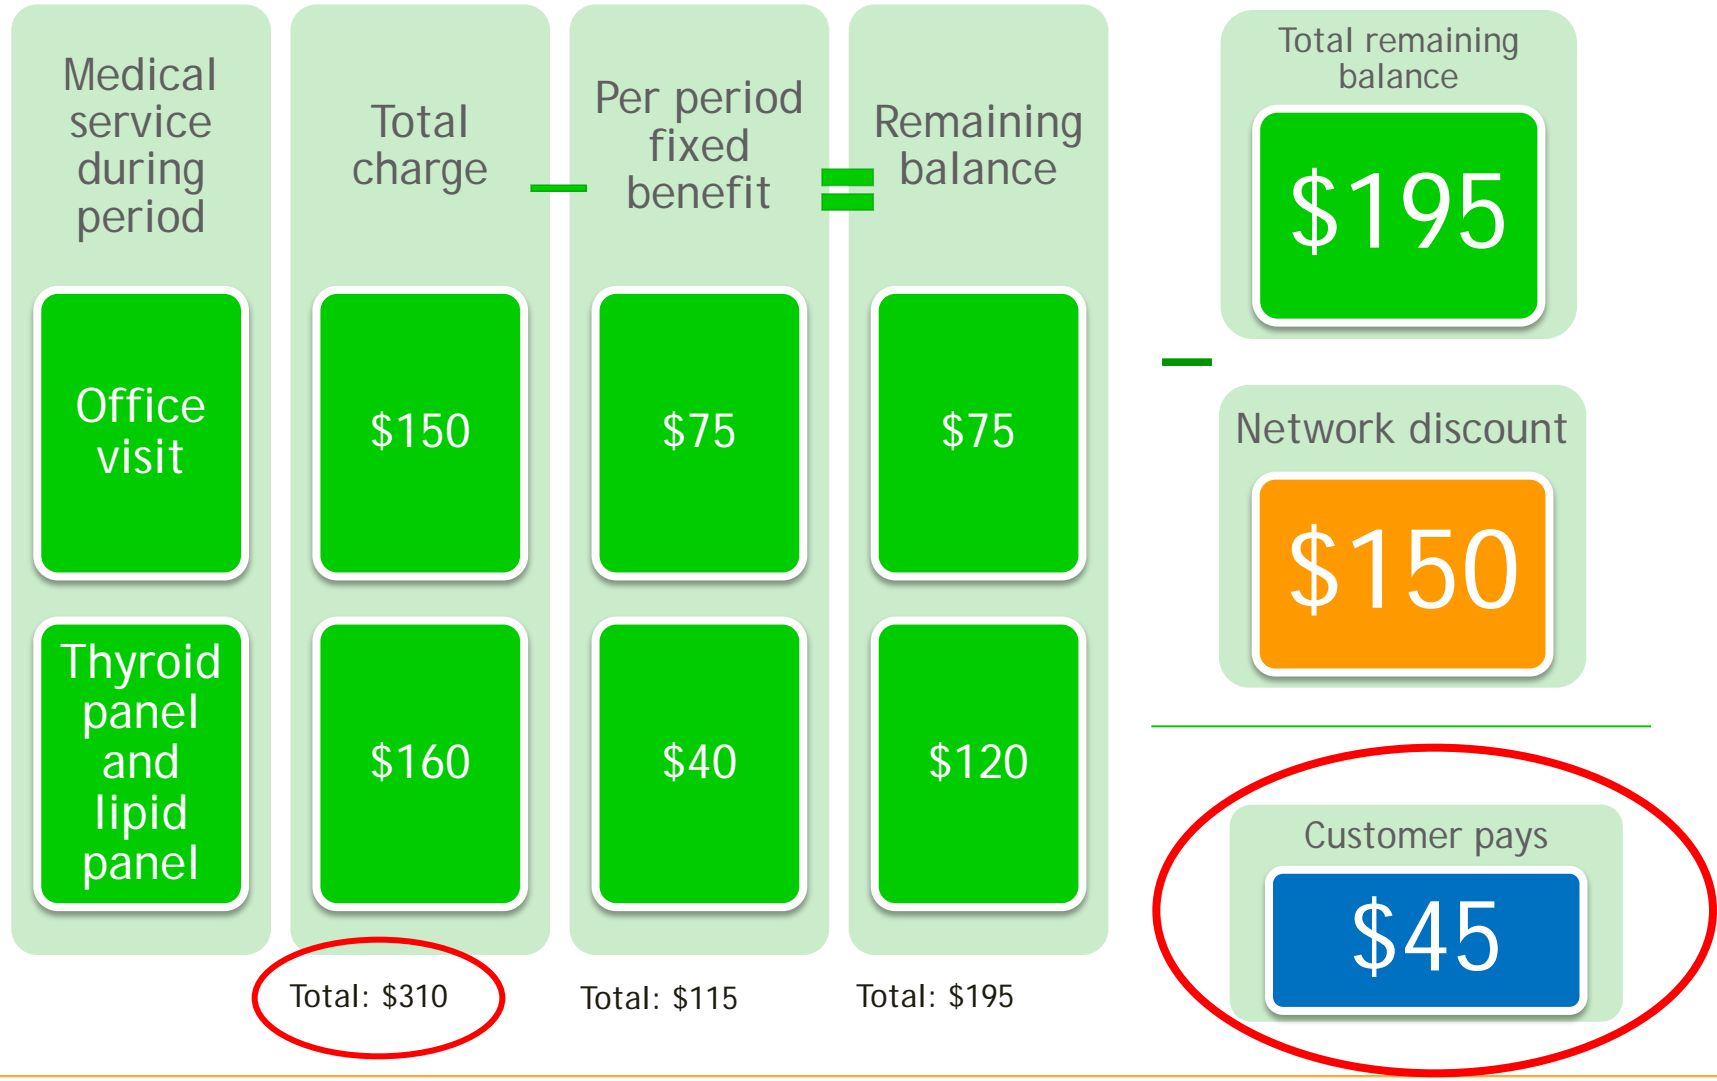 Medical
service
during
period
Total
charge
Per period
fixed
benefit
Remaining
balance
Office
visit
$150
$75
$75
Thyroid
panel
and
lipid
panel
$160
$40
$120
Total: $310
Total: $115
Total: $195
Total remaining
balance
$195
Network discount
$150
Customer pays
$45